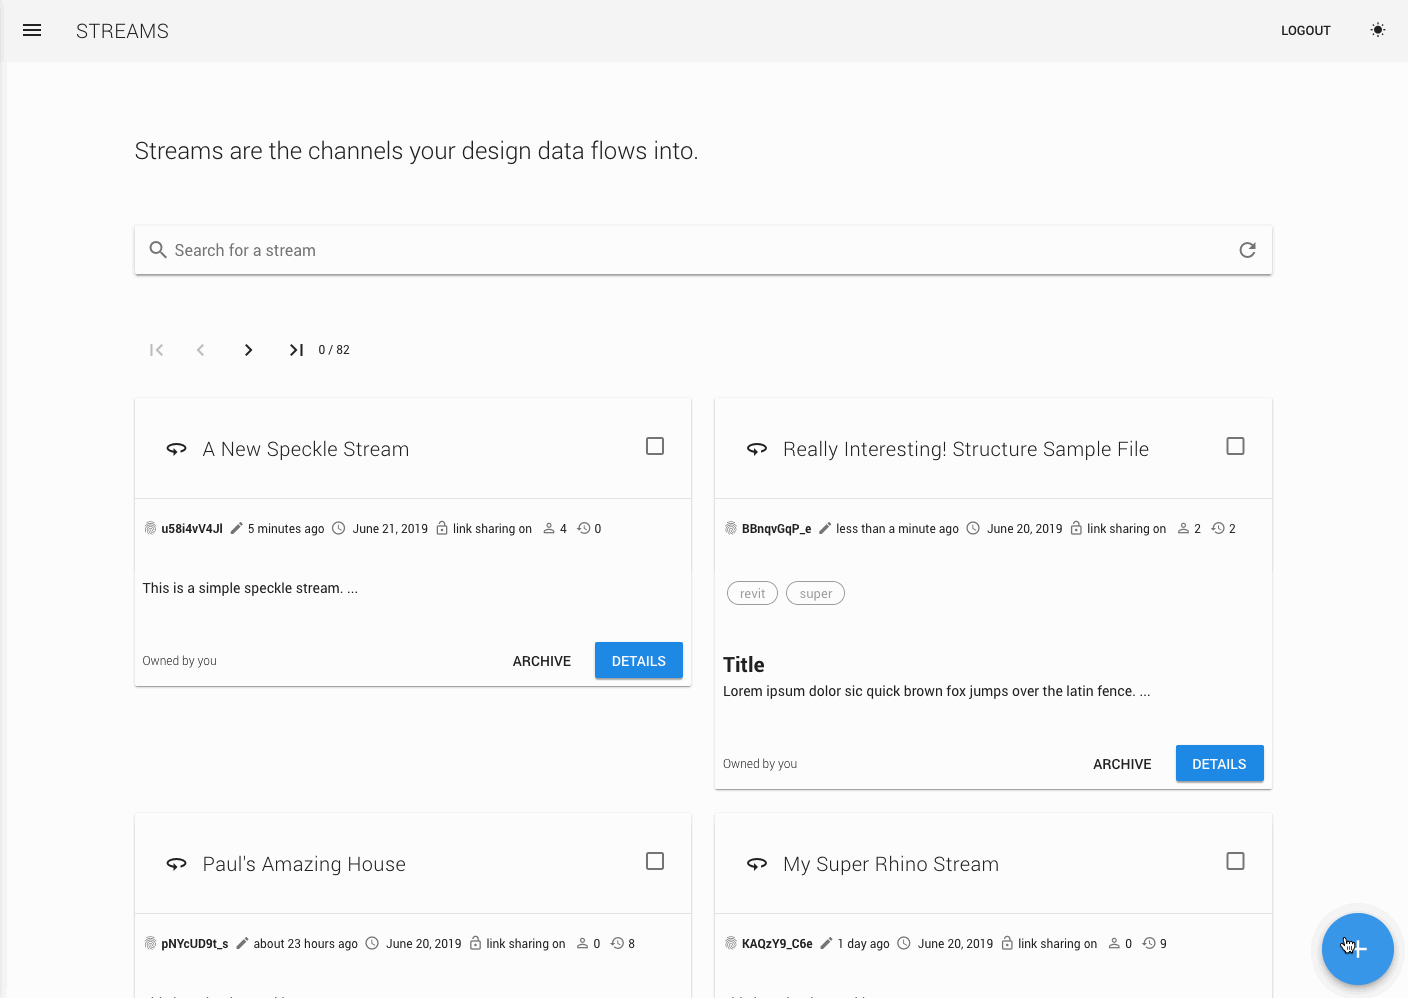 STREAMS
LOGOUT
Streams are the channels your design data flows into.
Search for a stream
0 / 82
A New Speckle Stream
u58i4vV4Jl 5 minutes ago June 21, 2019 link sharing on 4 0
This is a simple speckle stream. ...
Owned by you ARCHIVE DETAILS
Really Interesting! Structure Sample File
BBnqvGqP_e less than a minute ago June 20, 2019 link sharing on 2 2
revit super
Title
Lorem ipsum dolor sic quick brown fox jumps over the latin fence. ...
Owned by you ARCHIVE DETAILS
Paul's Amazing House
pNYcUD9t_s about 23 hours ago June 20, 2019 link sharing on 0 8
My Super Rhino Stream
KAQzY9_C6e 1 day ago June 20, 2019 link sharing on 0 9